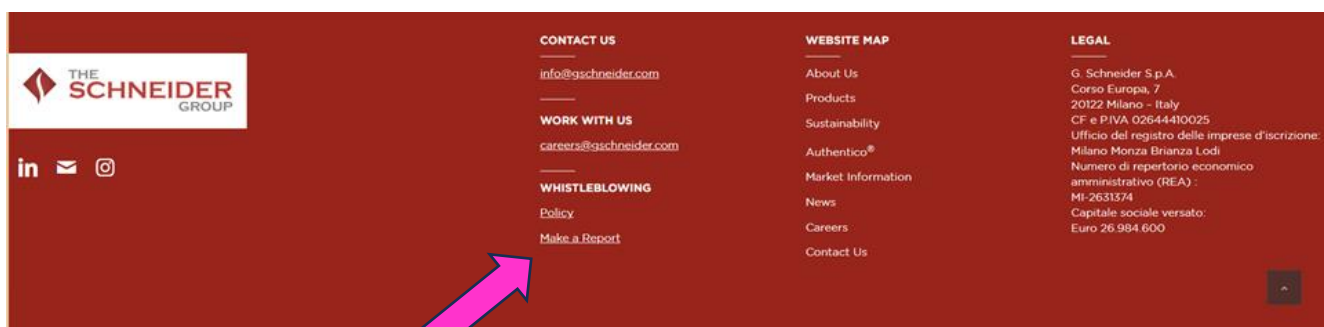 THE
SCHNEIDER
GROUP
in
CONTACT US
info@gschneider.com
WORK WITH US
careers@gschneider.com
WHISTLEBLOWING
Policy
Make a Report
WEBSITE MAP
About Us
Products
Sustainability
Authentico®
Market Information
News
Careers
Contact Us
LEGAL
G. Schneider S.p.A.
Corso Europa, 7
20122 Milano - Italy
CF e P.IVA 02644410025
Ufficio del registro delle imprese d'iscrizione:
Milano Monza Brianza Lodi
Numero di repertorio economico
amministrativo (REA) :
MI-2631374
Capitale sociale versato:
Euro 26.984.600